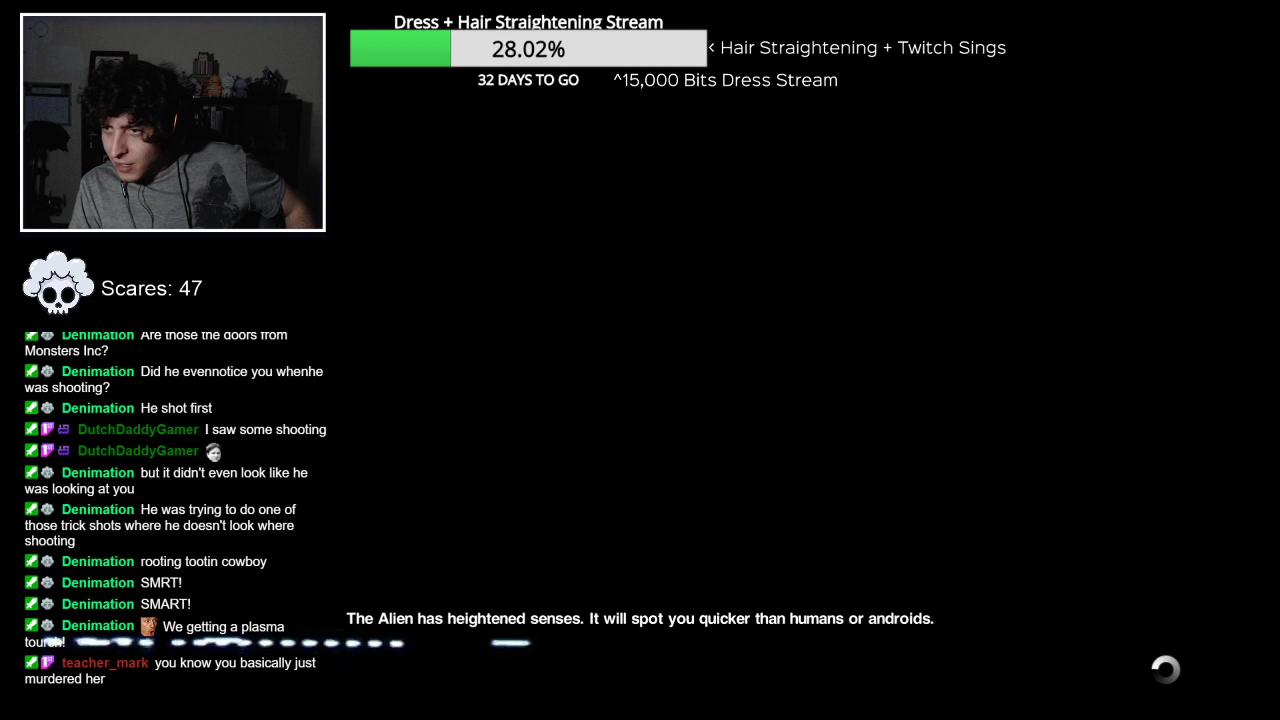 Dress + Hair Straightening Stream
28.02%
< Hair Straightening + Twitch Sings
32 DAYS TO GO
^15,000 Bits Dress Stream
Scares: 47
Denimation Are those the doors from
Monsters Inc?
Denimation Did he evennotice you whenhe
was shooting?
Denimation He shot first
DutchDaddyGamer I saw some shooting
DutchDaddyGamer
Denimation but it didn't even look like he
was looking at you
Denimation He was trying to do one of
those trick shots where he doesn't look where
shooting
Denimation rooting tootin cowboy
Denimation SMRT!
Denimation SMART!
Denimation We getting a plasma
tourch!
teacher_mark you know you basically just
murdered her
The Alien has heightened senses. It will spot you quicker than humans or androids.